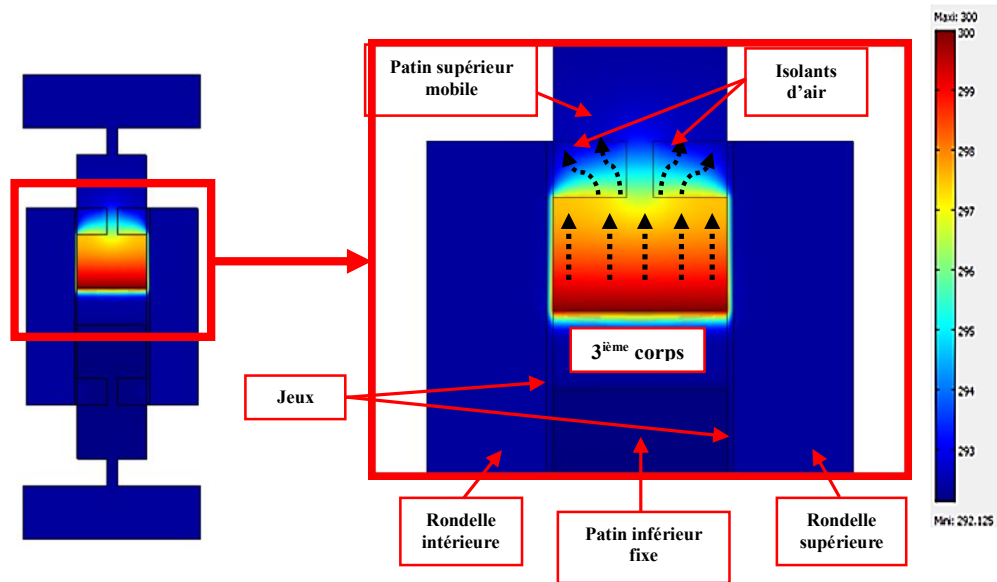 Maxi: 300
300
Patin supérieur
mobile
Isolants
d'air
299
298
297
296
3ième corps
295
Jeux
294
293
Rondelle
intérieure
Patin inférieur
fixe
Rondelle
supérieure
Mini: 292.125